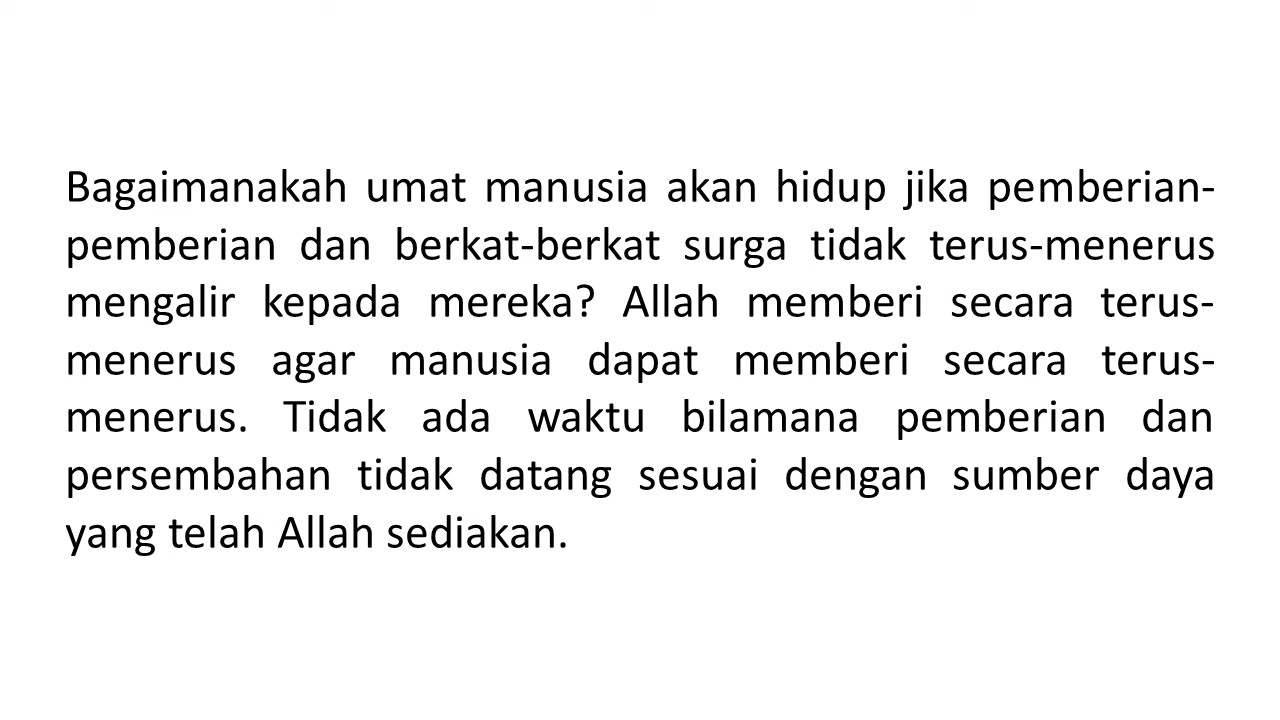 Bagaimanakah umat manusia akan hidup jika pemberian-
pemberian dan berkat-berkat surga tidak terus-menerus
mengalir kepada mereka? Allah memberi secara terus-
menerus agar manusia dapat memberi secara terus-
menerus. Tidak ada waktu bilamana pemberian dan
persembahan tidak datang sesuai dengan sumber daya
yang telah Allah sediakan.